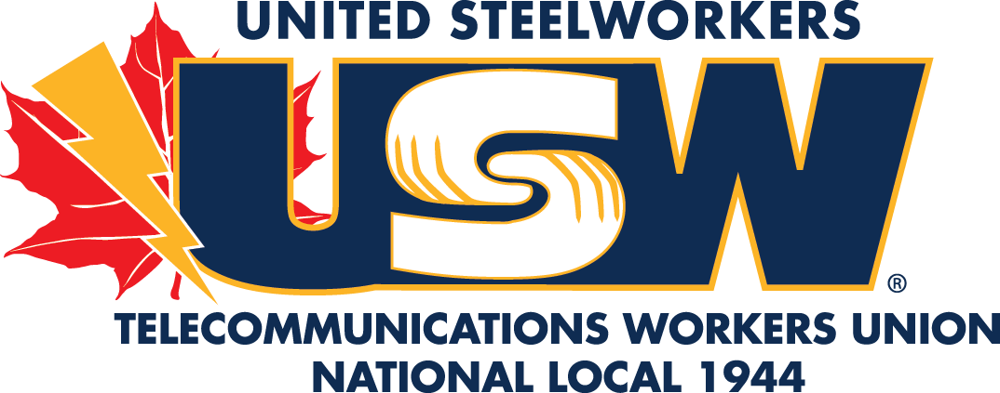 UNITED STEELWORKERS
USW
®
TELECOMMUNICATIONS WORKERS UNION
NATIONAL LOCAL 1944